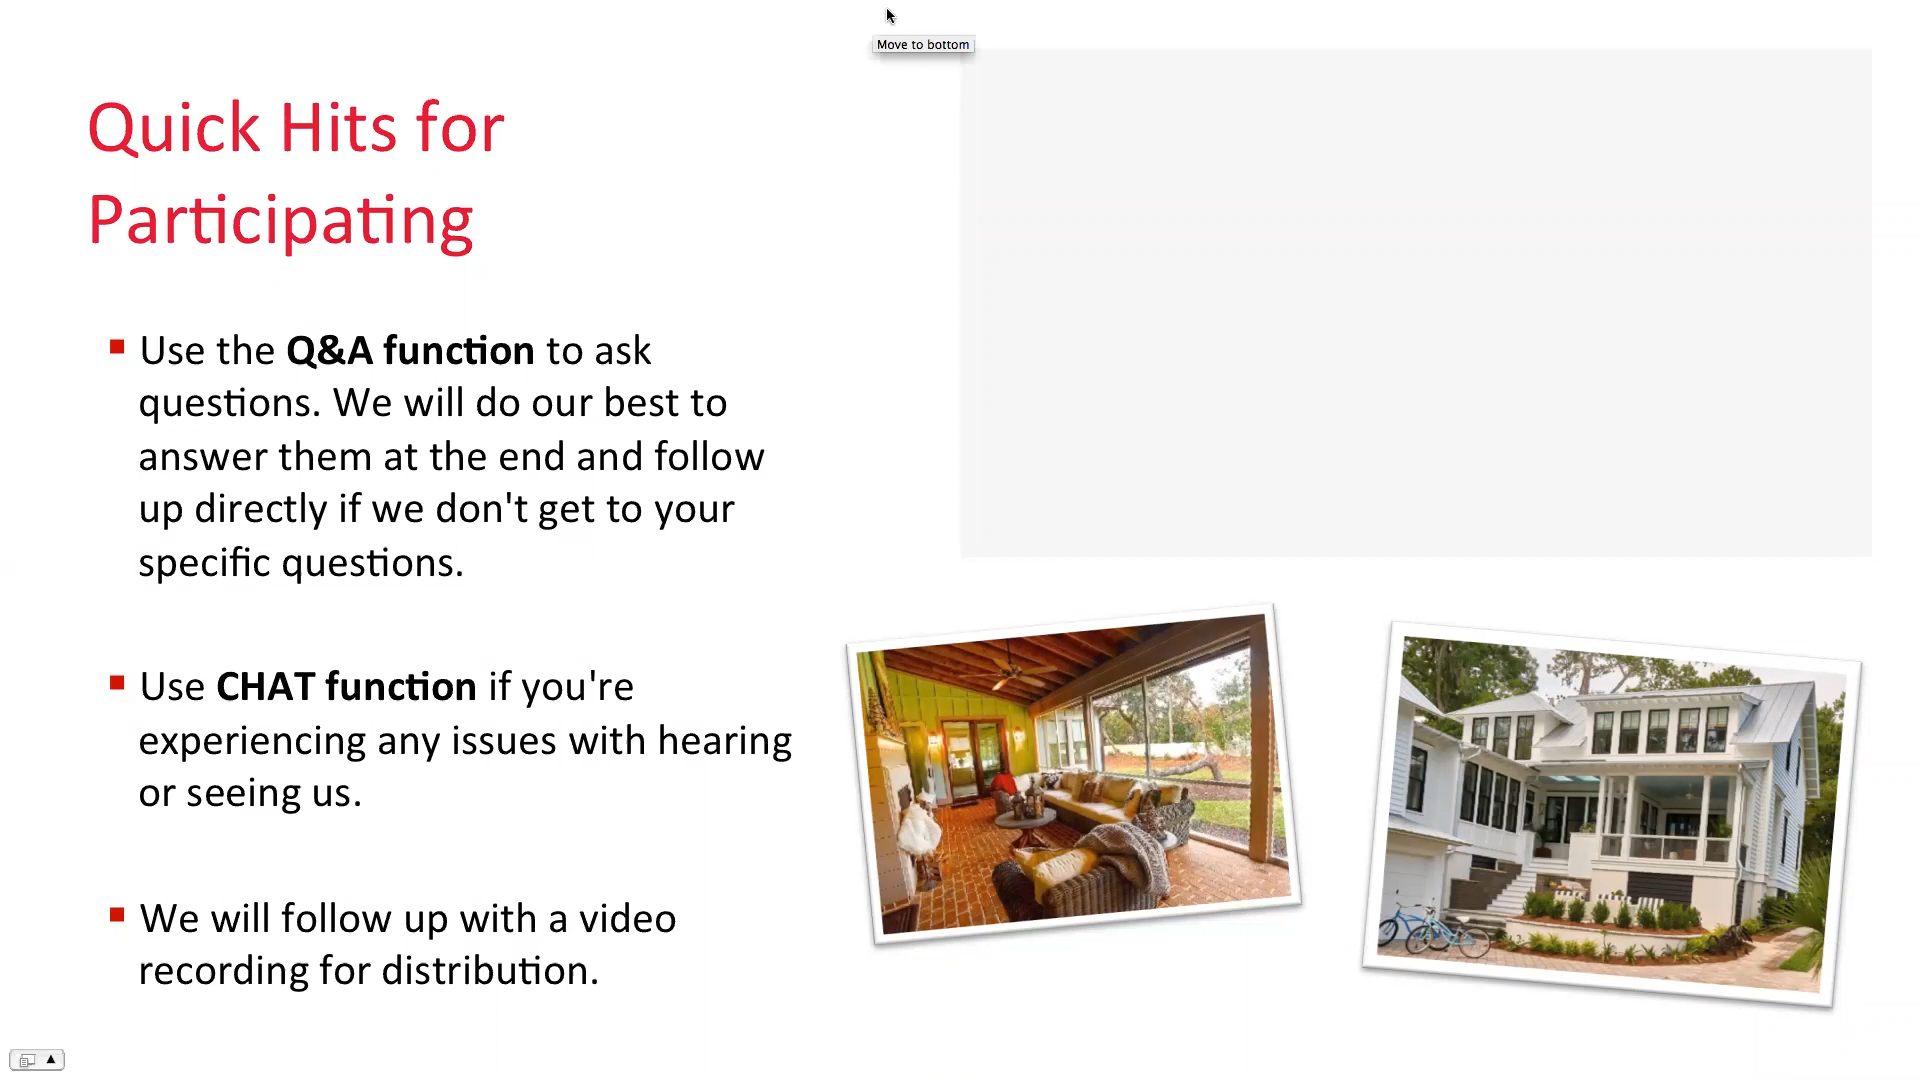 Move to bottom
Quick Hits for
Participating
Use the Q&A function to ask
questions. We will do our best to
answer them at the end and follow
up directly if we don't get to your
specific questions.
Use CHAT function if you're
experiencing any issues with hearing
or seeing us.
We will follow up with a video
recording for distribution.